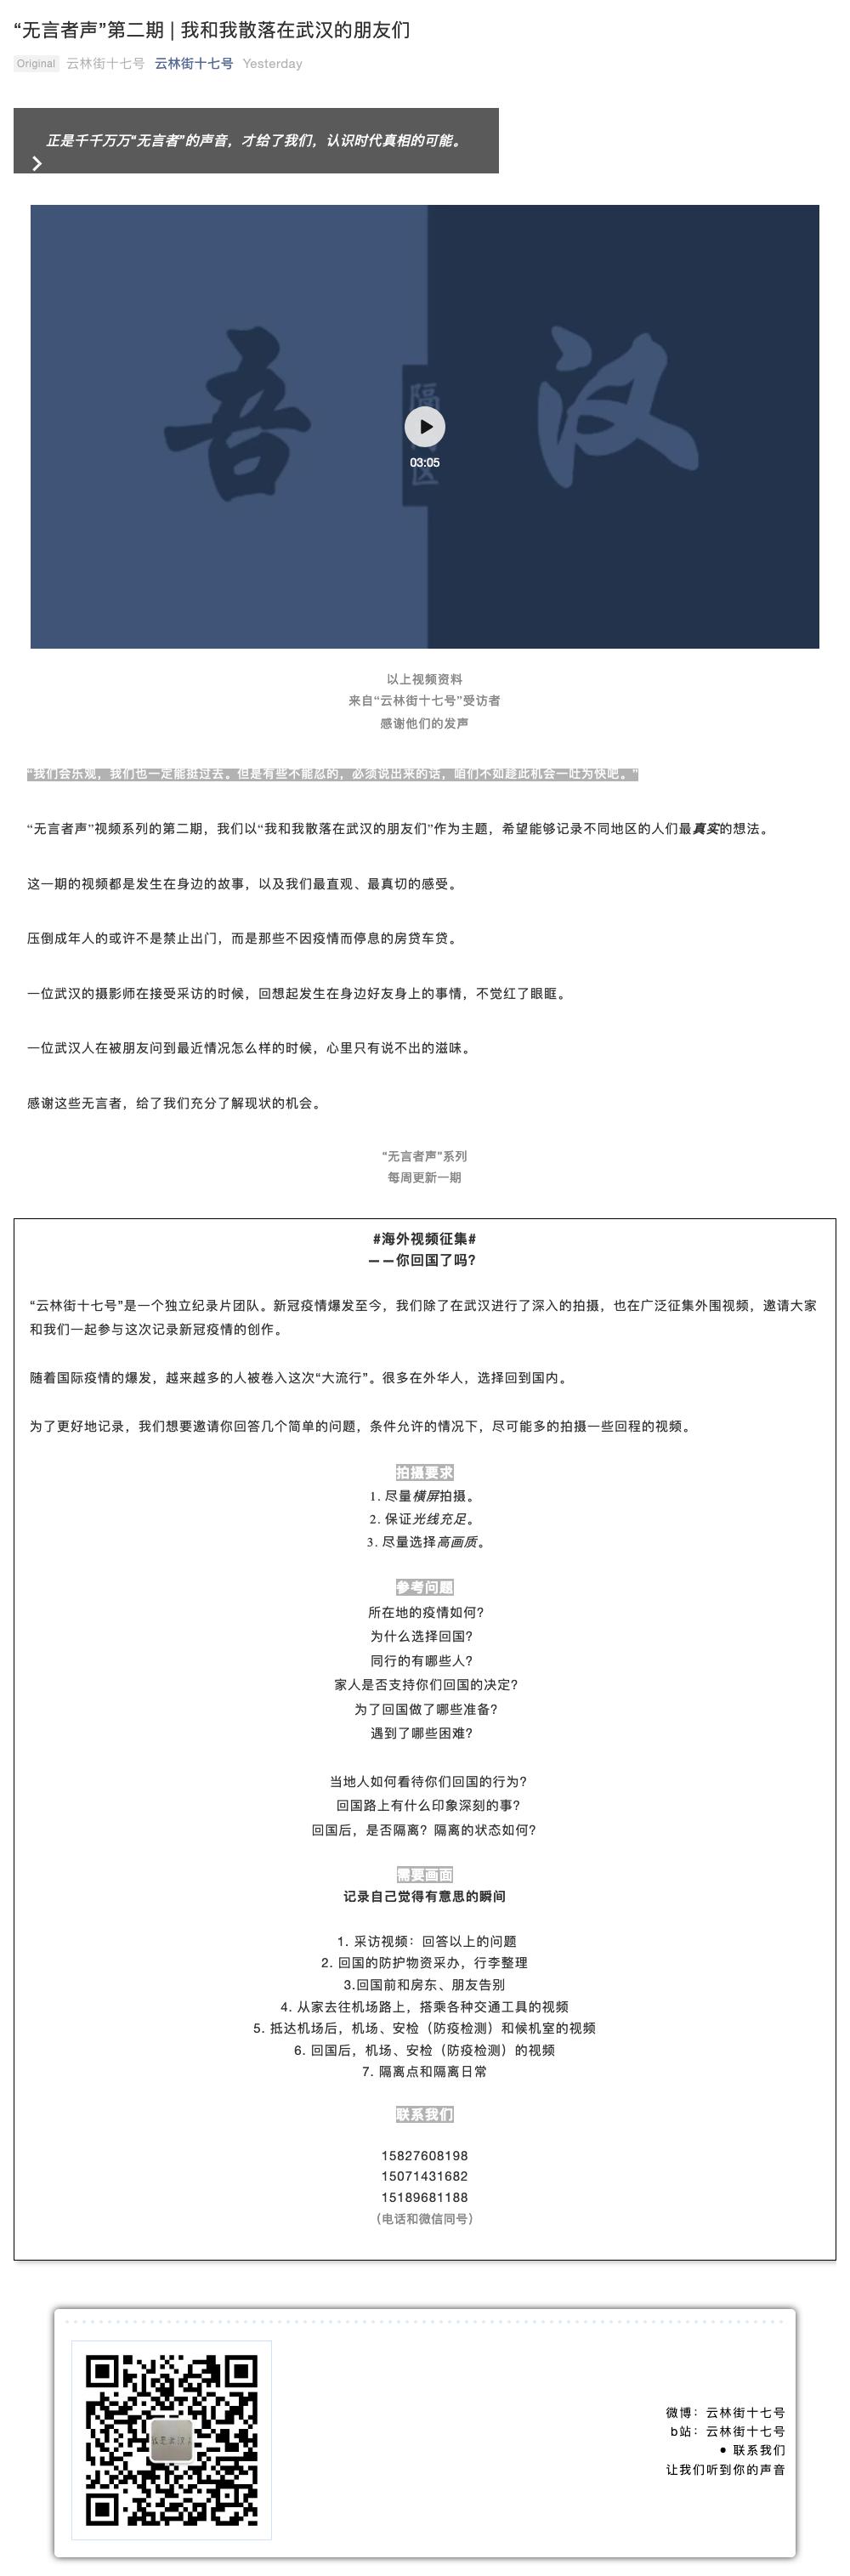 “无言者声”第二期 | 我和我散落在武汉的朋友们
Original 云林街十七号 云林街十七号 Yesterday
正是千千万万“无言者”的声音，才给了我们，认识时代真相的可能。
吾 汉
隔
区
03:05
以上视频资料
来自“云林街十七号”受访者
感谢他们的发声
“我们会乐观，我们也一定能挺过去。但是有些不能忍的，必须说出来的话，咱们不如趁此机会一吐为快吧。”
“无言者声”视频系列的第二期，我们以“我和我散落在武汉的朋友们”作为主题，希望能够记录不同地区的人们最真实的想法。
这一期的视频都是发生在身边的故事，以及我们最直观、最真切的感受。
压倒成年人的或许不是禁止出门，而是那些不因疫情而停息的房贷车贷。
一位武汉的摄影师在接受采访的时候，回想起发生在身边好友身上的事情，不觉红了眼眶。
一位武汉人在被朋友问到最近情况怎么样的时候，心里只有说不出的滋味。
感谢这些无言者，给了我们充分了解现状的机会。
“无言者声”系列
每周更新一期
#海外视频征集#
——你回国了吗？
“云林街十七号”是一个独立纪录片团队。新冠疫情爆发至今，我们除了在武汉进行了深入的拍摄，也在广泛征集外围视频，邀请大家
和我们一起参与这次记录新冠疫情的创作。
随着国际疫情的爆发，越来越多的人被卷入这次“大流行”。很多在外华人，选择回到国内。
为了更好地记录，我们想要邀请你回答几个简单的问题，条件允许的情况下，尽可能多的拍摄一些回程的视频。
拍摄要求
1. 尽量横屏拍摄。
2. 保证光线充足。
3. 尽量选择高画质。
参考问题
所在地的疫情如何？
为什么选择回国？
同行的有哪些人？
家人是否支持你们回国的决定？
为了回国做了哪些准备？
遇到了哪些困难？
当地人如何看待你们回国的行为？
回国路上有什么印象深刻的事？
回国后，是否隔离？隔离的状态如何？
需要画面
记录自己觉得有意思的瞬间
1. 采访视频：回答以上的问题
2. 回国的防护物资采办，行李整理
3.回国前和房东、朋友告别
4. 从家去往机场路上，搭乘各种交通工具的视频
5. 抵达机场后，机场、安检（防疫检测）和候机室的视频
6. 回国后，机场、安检（防疫检测）的视频
7. 隔离点和隔离日常
联系我们
15827608198
15071431682
15189681188
（电话和微信同号）
微博：云林街十七号
b站：云林街十七号
• 联系我们
让我们听到你的声音